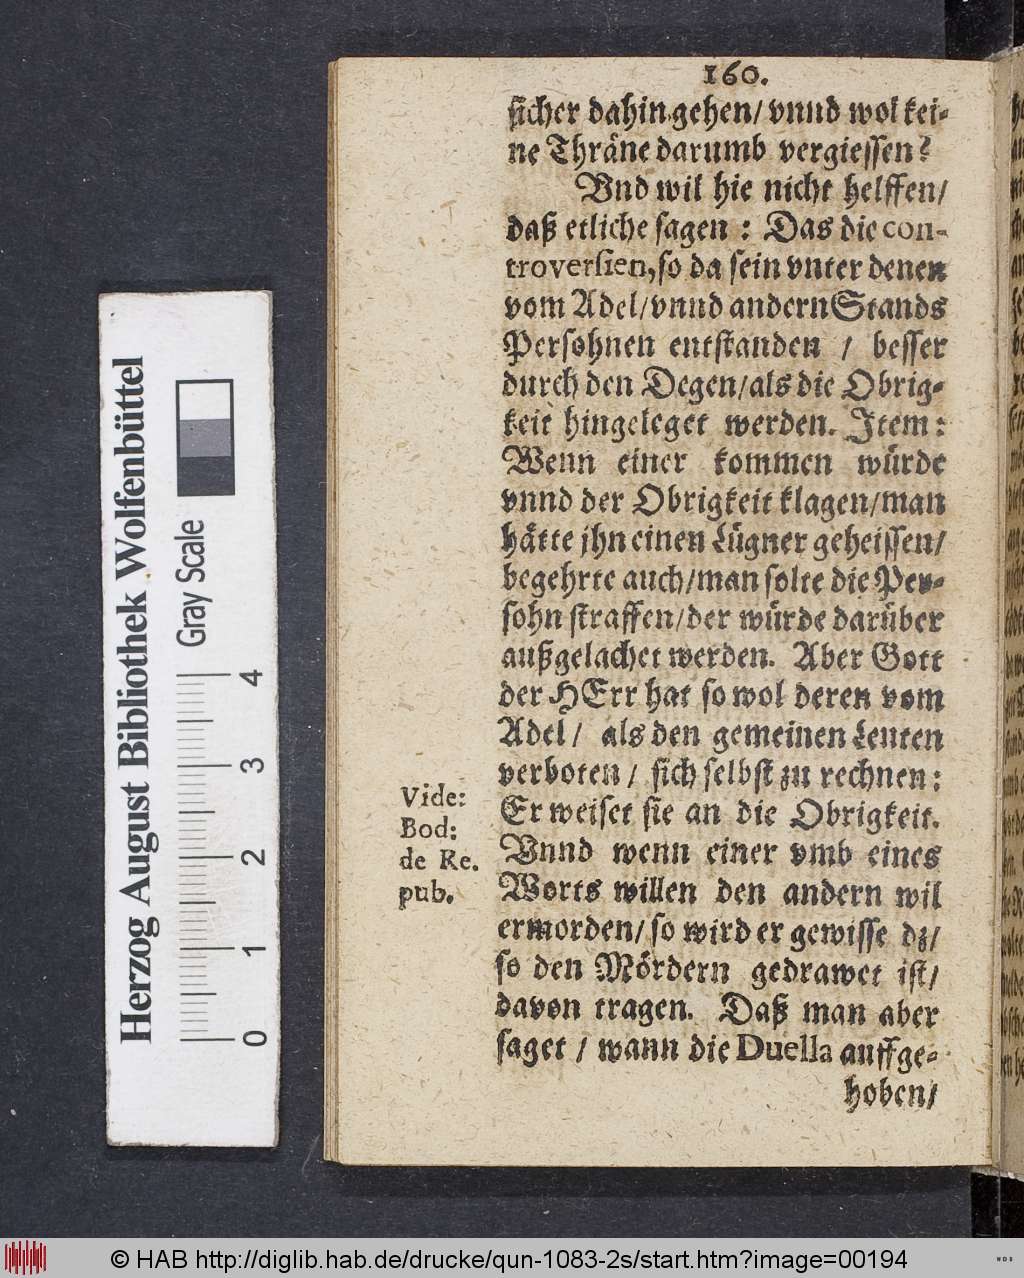 160.
sicher dahin gehen/ vnnd wol kei-
ne Thräne darumb vergiessen?
Vnd wil hie nicht helffen/
daß etliche sagen : Das die con-
troversien, so da sein vnter denen
vom Adel/ vnnd andern Stands
Persohnen entstanden / besser
durch den Degen/ als die Obrig-
keit hingeleget werden. Item:
Wenn einer kommen würde
vnnd der Obrigkeit klagen/ man
hätte jhn einen Lügner geheissen/
begehrte auch/ man solte die Per-
sohn straffen/ der würde darüber
außgelachet werden. Aber Gott
der HErr hat so wol deren vom
Adel/ als den gemeinen Leuten
verboten/ sich selbst zu rechnen:
Er weiset sie an die Obrigkeit.
Vnnd wenn einer vmb eines
Worts willen den andern wil
ermorden/ so wird er gewisse dz/
so den Mördern gedrawet ist/
davon tragen. Daß man aber
saget / wann die Duella auffge-
hoben/
Vide:
Bod:
de Re.
pub.
Herzog August Bibliothek Wolfenbüttel
Gray Scale
0 1 2 3 4
© HAB http://diglib.hab.de/drucke/qun-1083-2s/start.htm?image=00194